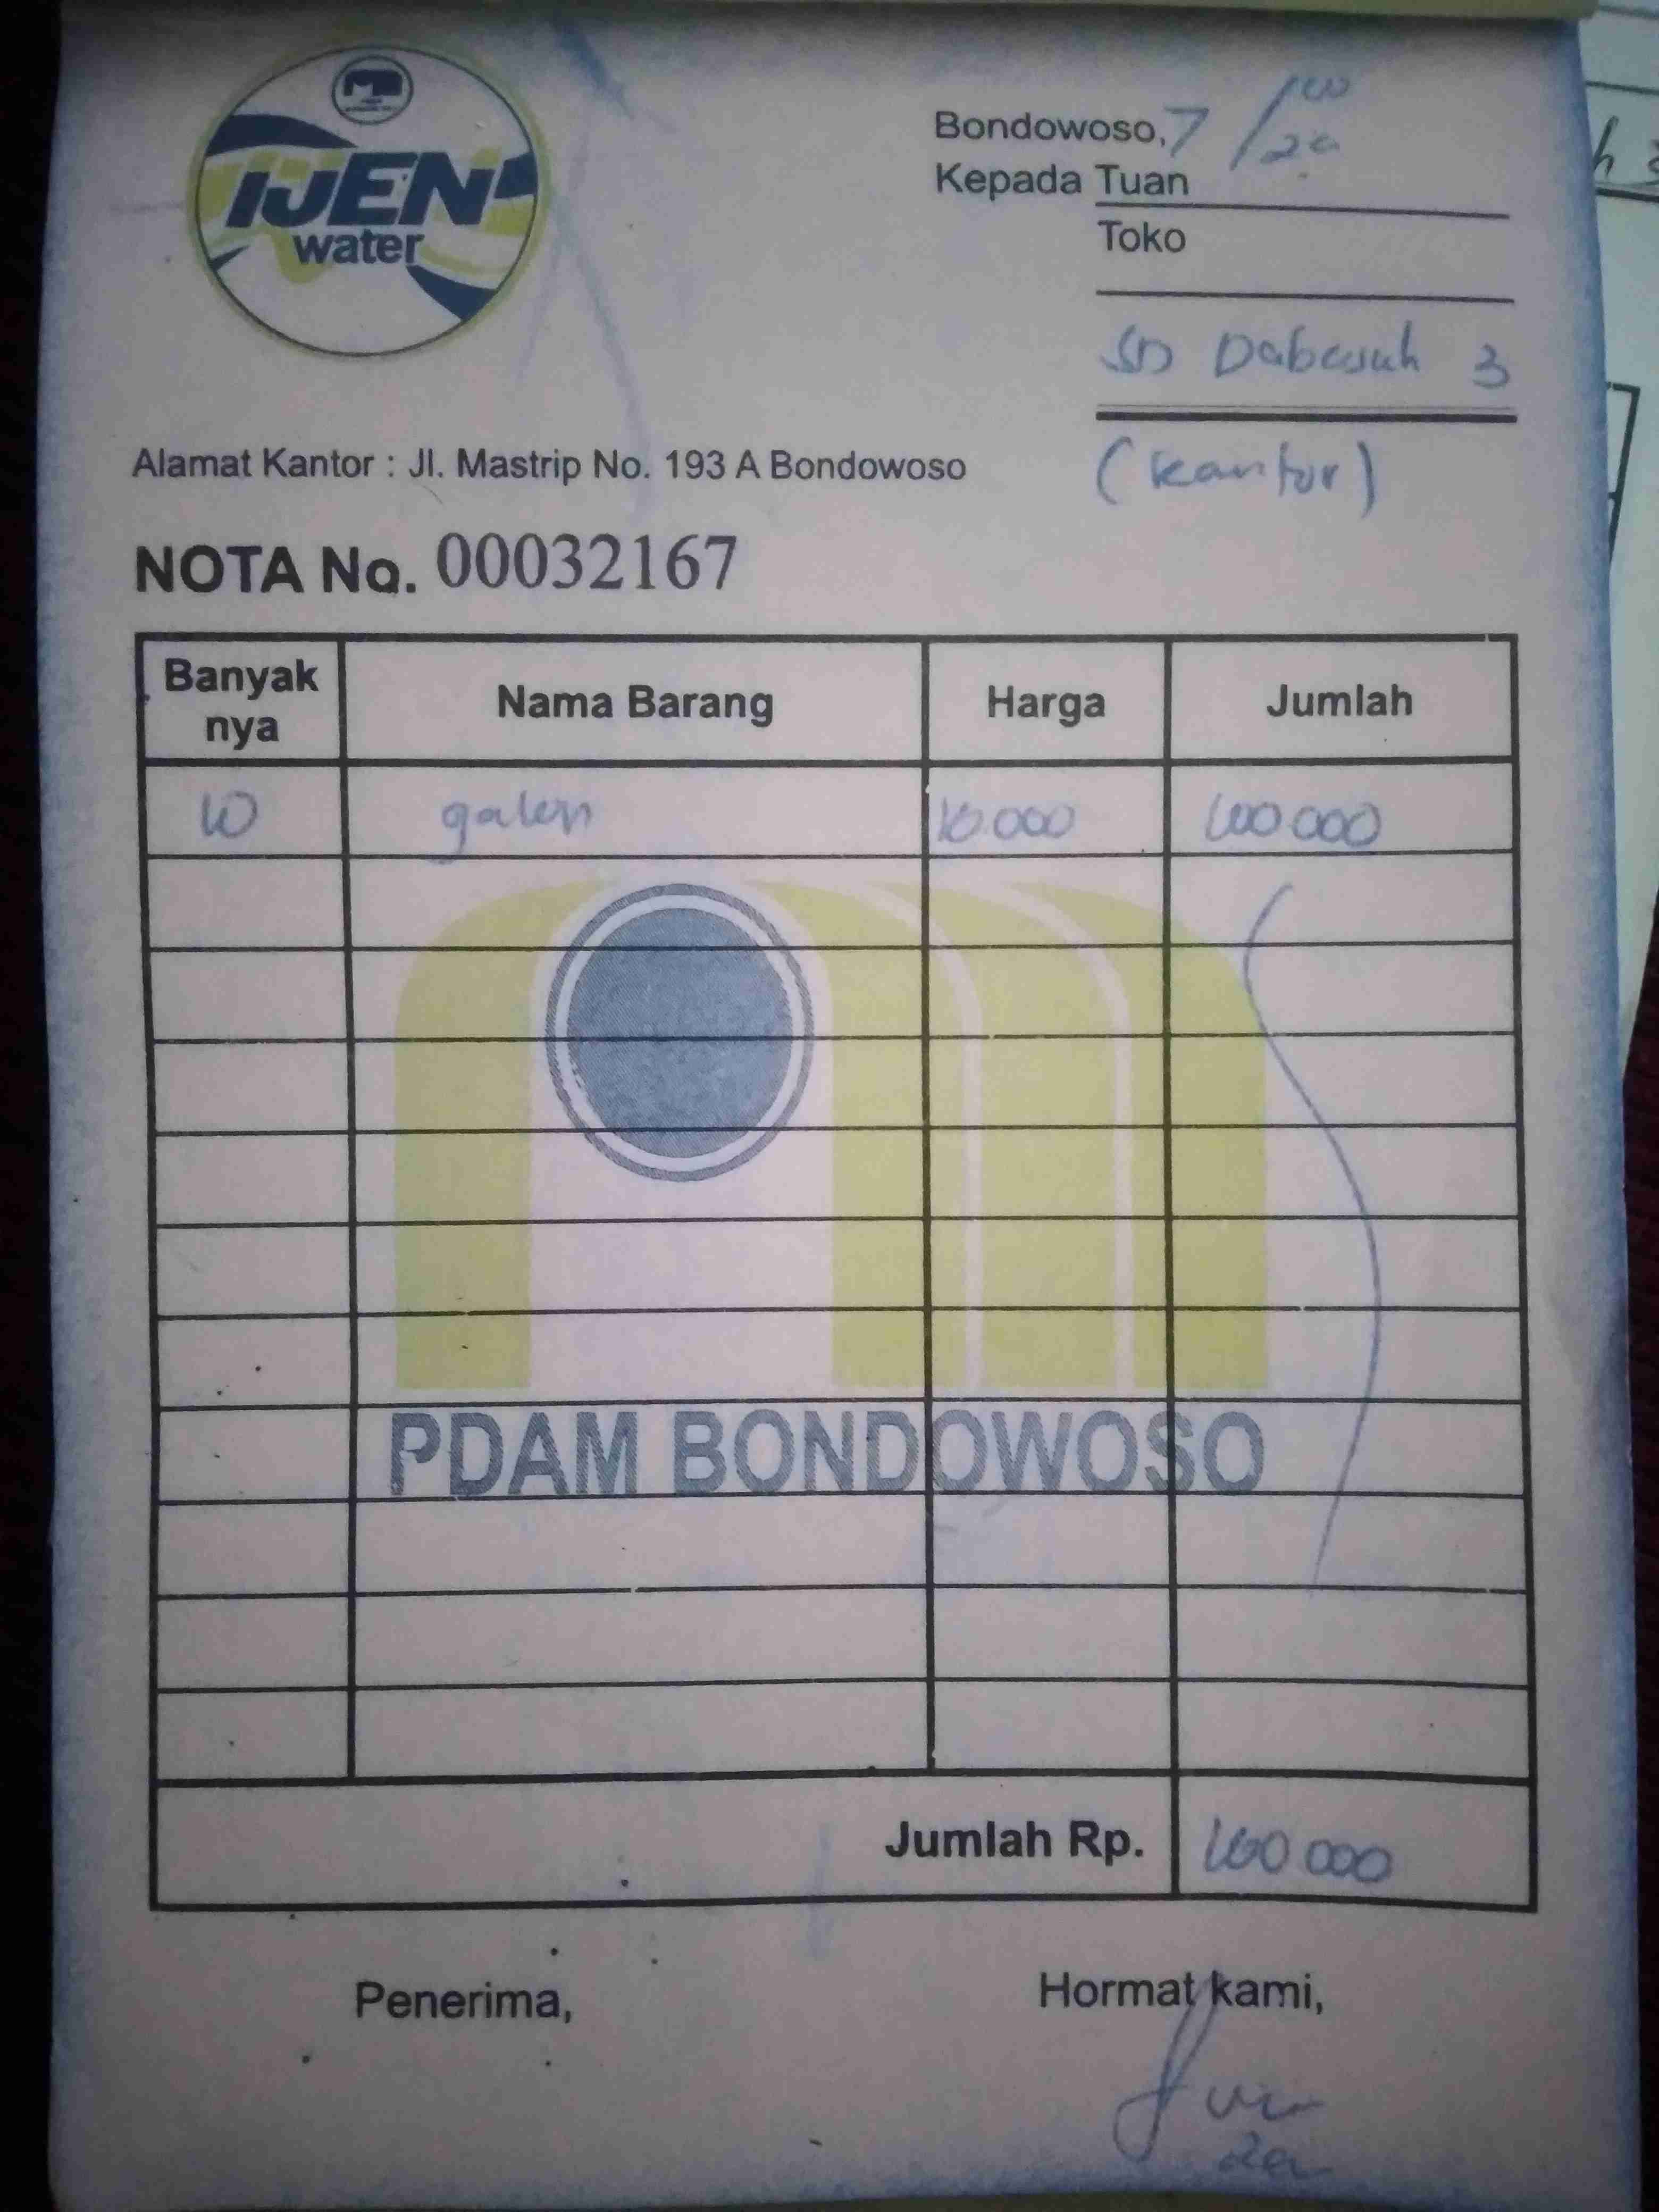 IJEN
water
Bondowoso, 7 / 10
20
Kepada Tuan
Toko
SD Dabasah 3
(kantor)
Alamat Kantor : Jl. Mastrip No. 193 A Bondowoso
NOTA No. 00032167
Banyak nya Nama Barang Harga Jumlah
10 galon 10.000 100.000
PDAM BONDOWOSO
Jumlah Rp. 100 000
Penerima, Hormat kami,